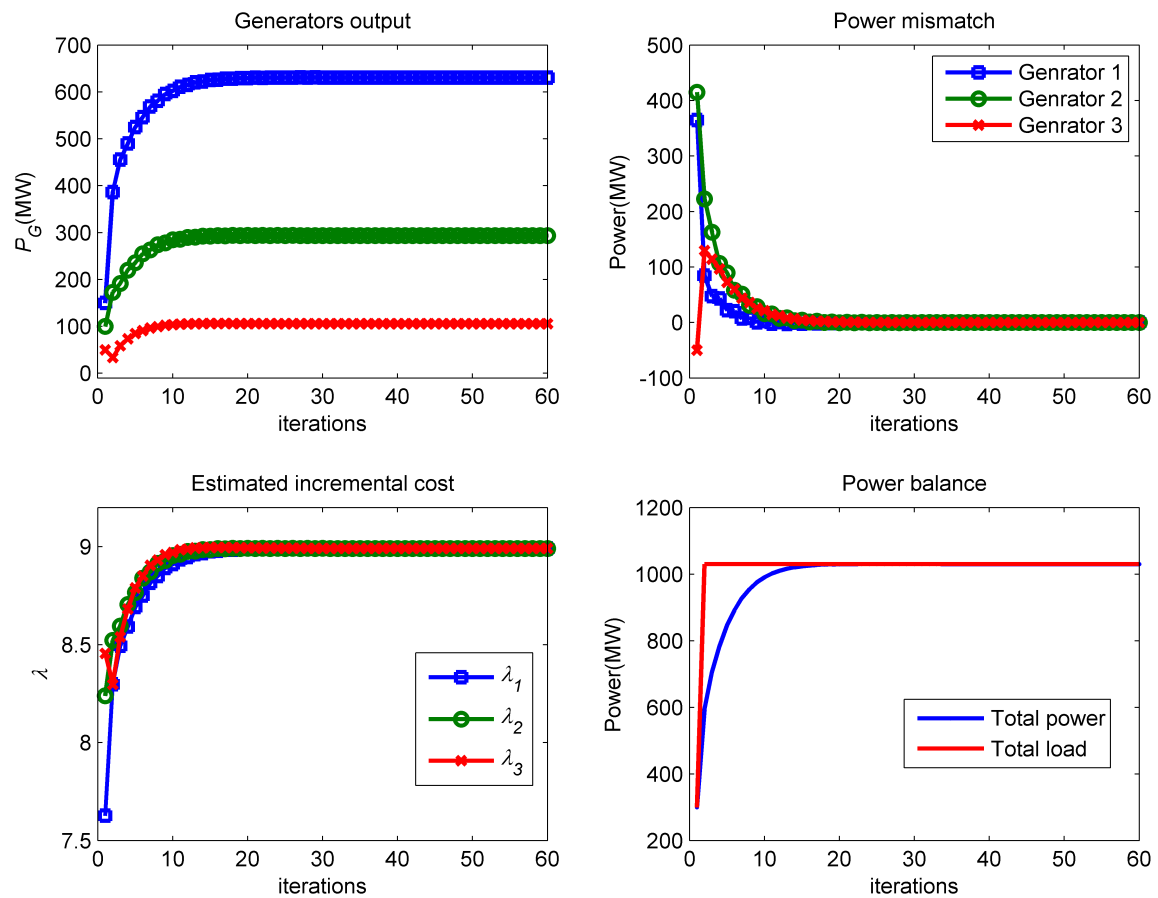 Generators output
700
600
500
400
300
200
100
0
P_G(MW)
0 10 20 30 40 50 60
iterations
Power mismatch
500
400
300
200
100
0
-100
Power(MW)
Genrator 1
Genrator 2
Genrator 3
0 10 20 30 40 50 60
iterations
Estimated incremental cost
9
8.5
8
7.5
λ
λ_1
λ_2
λ_3
0 10 20 30 40 50 60
iterations
Power balance
1200
1000
800
600
400
200
Power(MW)
Total power
Total load
0 10 20 30 40 50 60
iterations